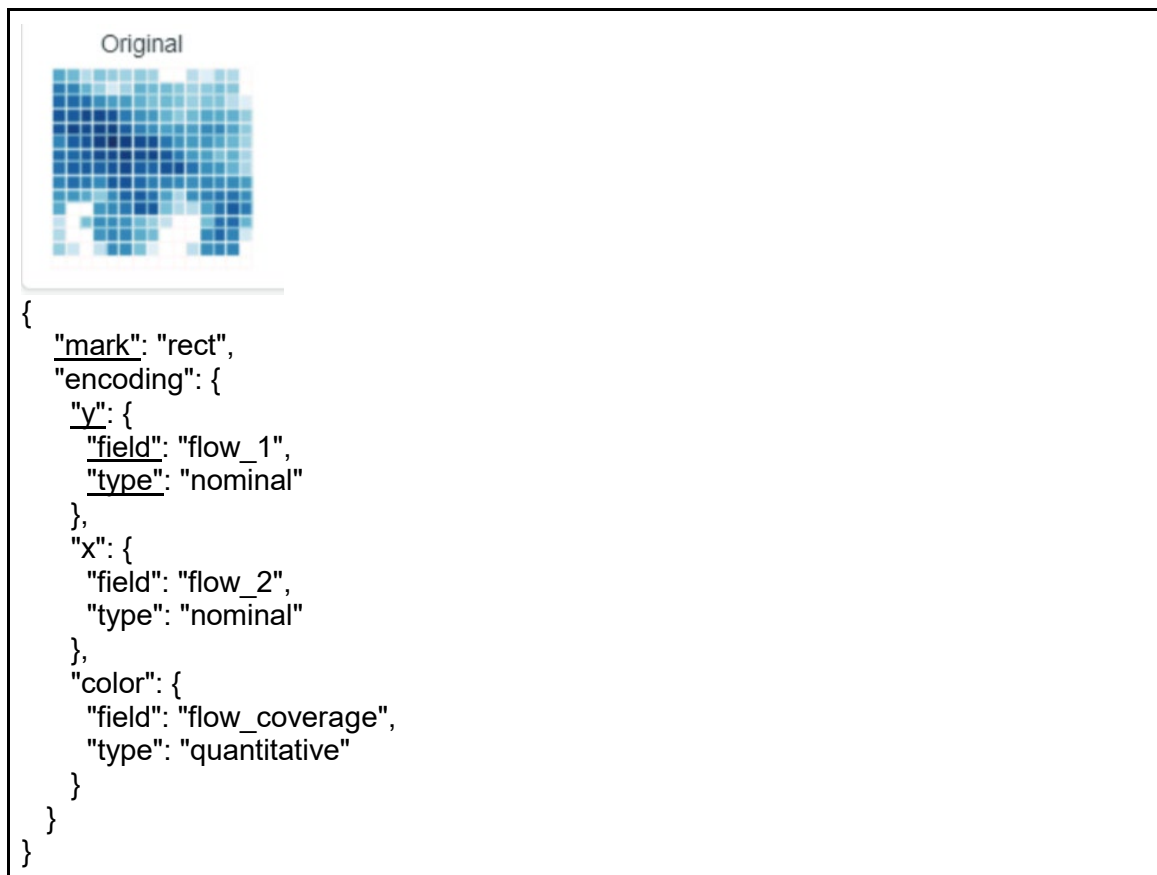 Original
{
"mark": "rect",
"encoding": {
"y": {
"field": "flow_1",
"type": "nominal"
},
"x": {
"field": "flow_2",
"type": "nominal"
},
"color": {
"field": "flow_coverage",
"type": "quantitative"
}
}
}